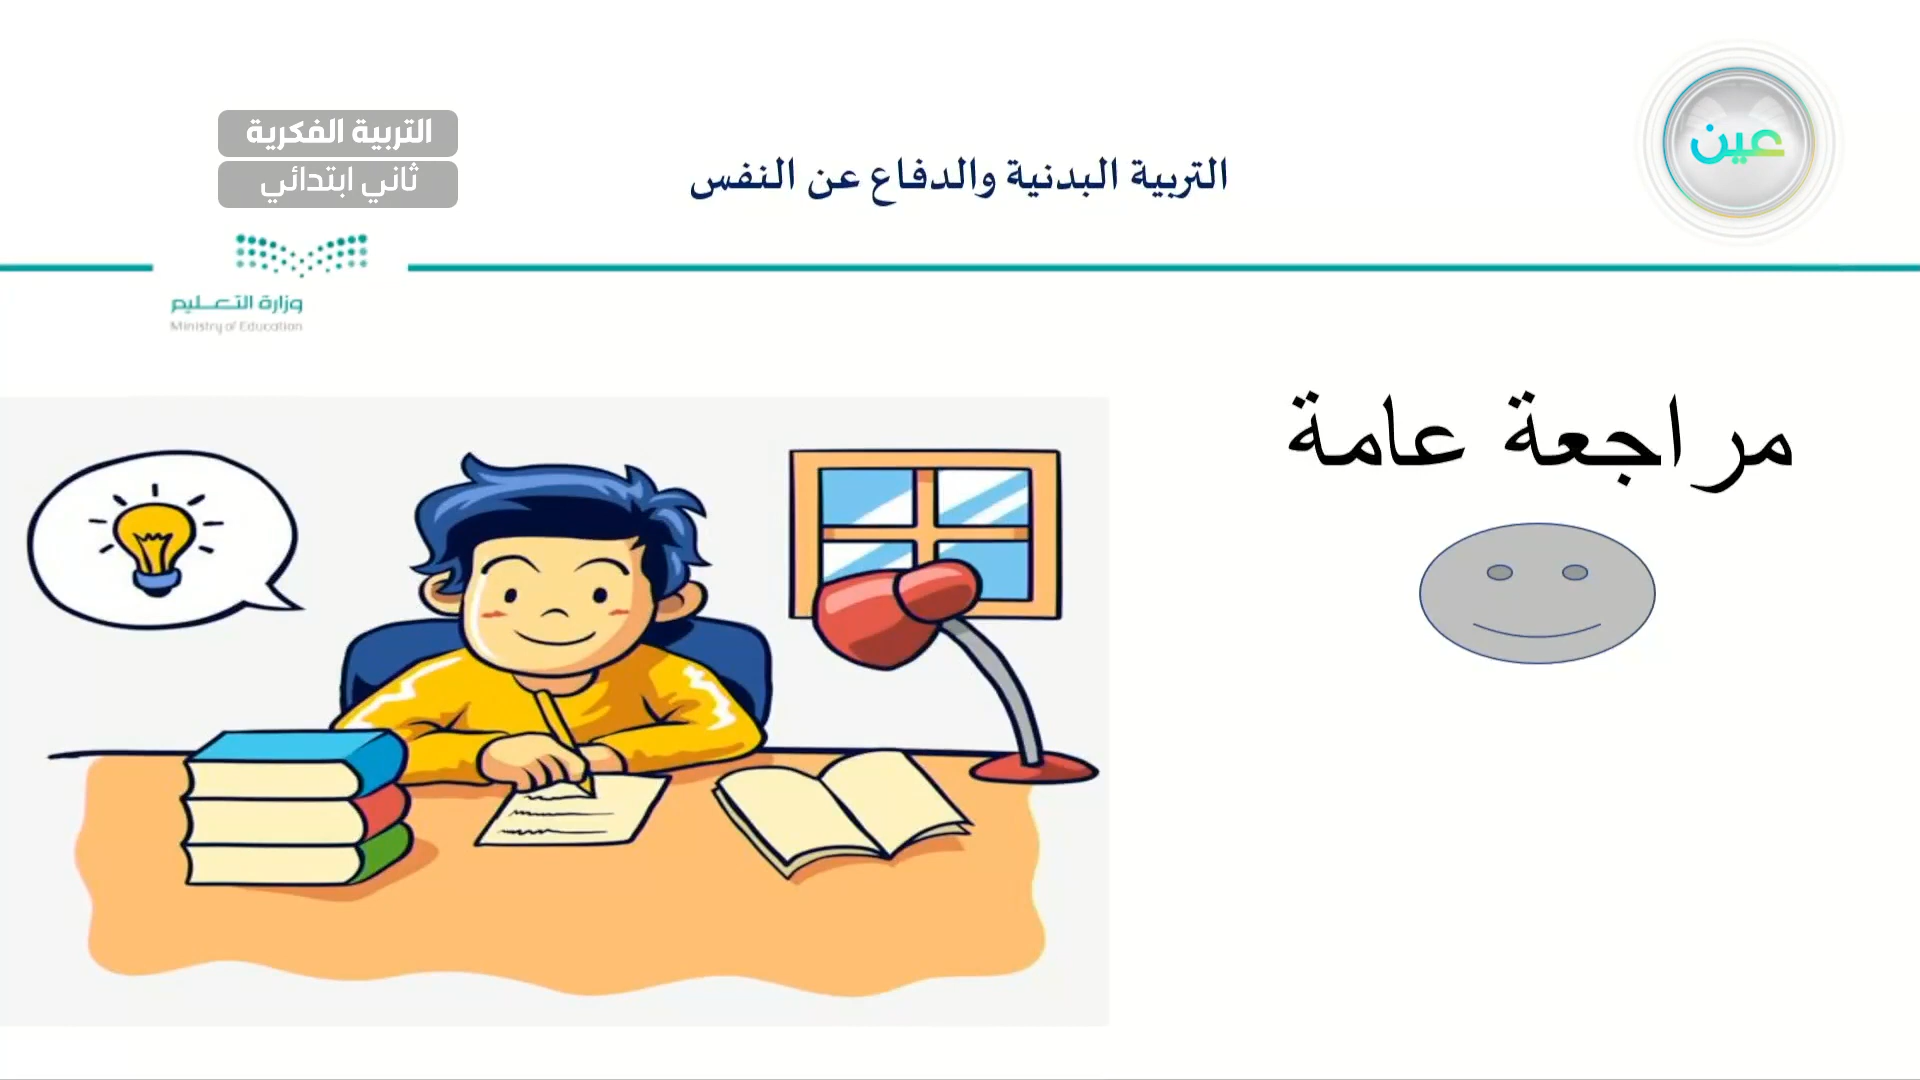 عين
التربية الفكرية
ثاني ابتدائي
التربية البدنية والدفاع عن النفس
وزارة التعليم
Ministry of Education
مراجعة عامة